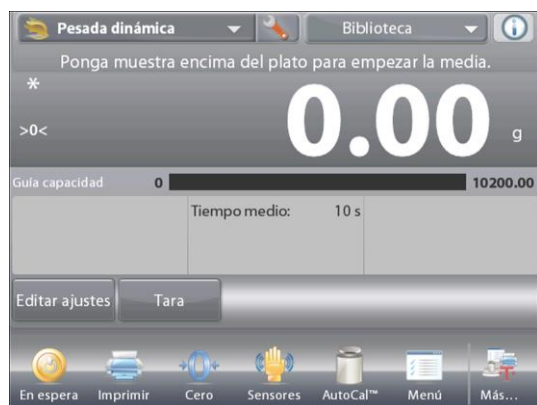 Pesada dinámica
Biblioteca
Ponga muestra encima del plato para empezar la media.
*
>0<
0.00 g
Guía capacidad 0 10200.00
Tiempo medio: 10 s
Editar ajustes Tara
En espera Imprimir Cero Sensores AutoCal™ Menú Más...